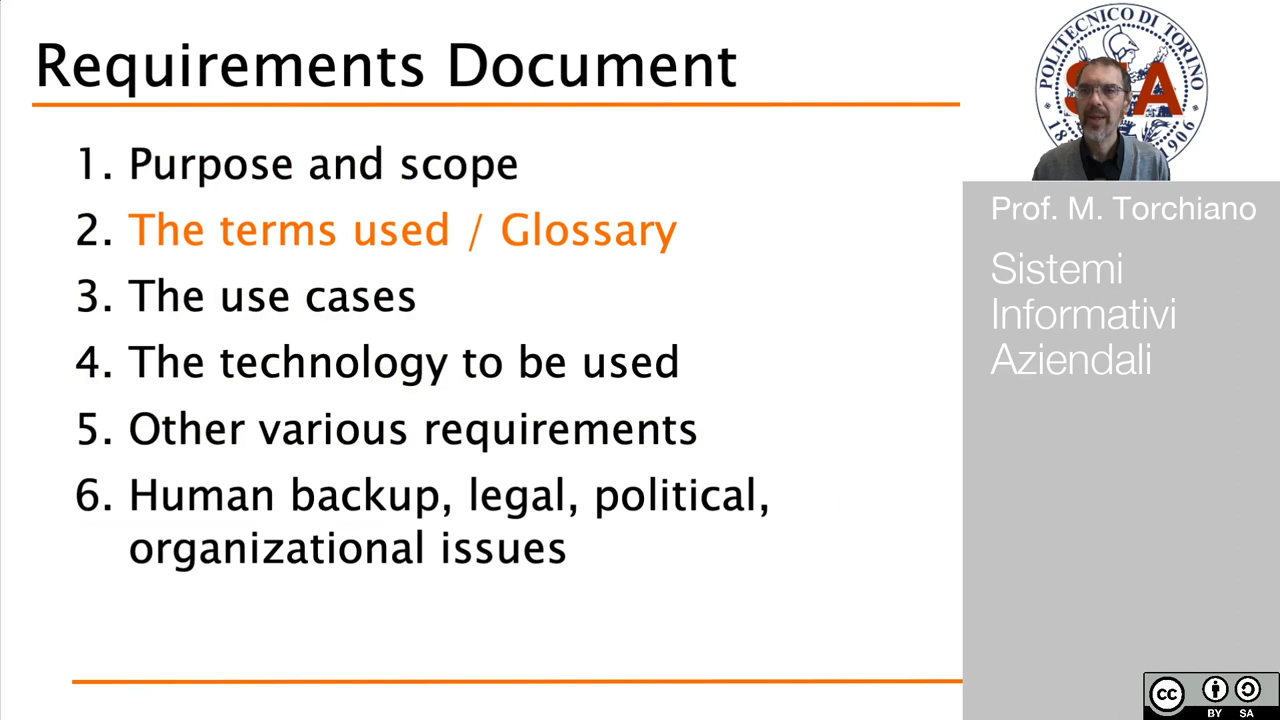 Requirements Document
1. Purpose and scope
2. The terms used / Glossary
3. The use cases
4. The technology to be used
5. Other various requirements
6. Human backup, legal, political,
organizational issues
POLITECNICO DI TORINO
1906
Prof. M. Torchiano
Sistemi
Informativi
Aziendali
CC
BY SA